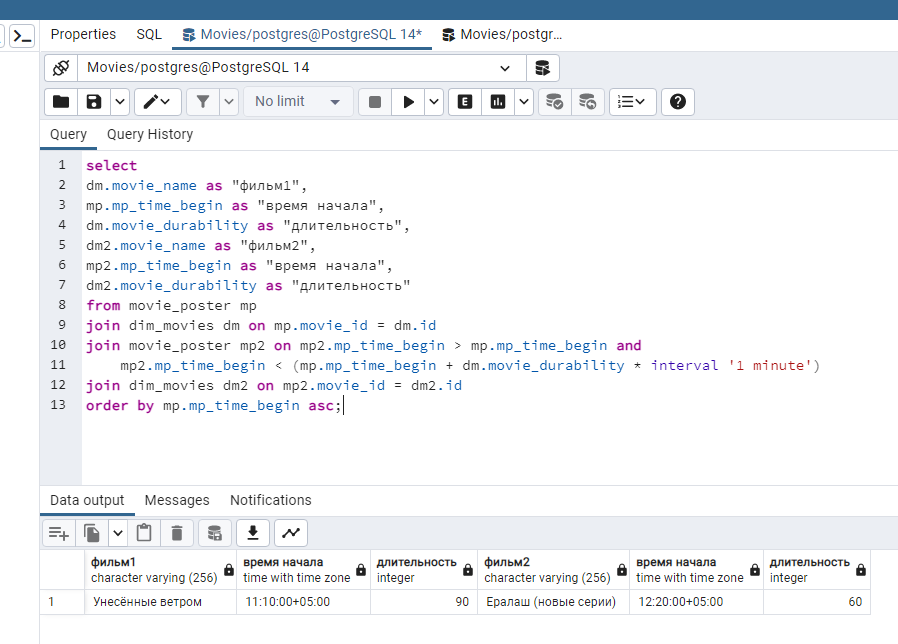 Properties SQL Movies/postgres@PostgreSQL 14* Movies/postgr...
Movies/postgres@PostgreSQL 14
No limit E
Query Query History
1 select
2 dm.movie_name as "фильм1",
3 mp.mp_time_begin as "время начала",
4 dm.movie_durability as "длительность",
5 dm2.movie_name as "фильм2",
6 mp2.mp_time_begin as "время начала",
7 dm2.movie_durability as "длительность"
8 from movie_poster mp
9 join dim_movies dm on mp.movie_id = dm.id
10 join movie_poster mp2 on mp2.mp_time_begin > mp.mp_time_begin and
11 mp2.mp_time_begin < (mp.mp_time_begin + dm.movie_durability * interval '1 minute')
12 join dim_movies dm2 on mp2.movie_id = dm2.id
13 order by mp.mp_time_begin asc;
Data output Messages Notifications
фильм1 время начала длительность фильм2 время начала длительность
character varying (256) time with time zone integer character varying (256) time with time zone integer
1 Унесённые ветром 11:10:00+05:00 90 Ералаш (новые серии) 12:20:00+05:00 60